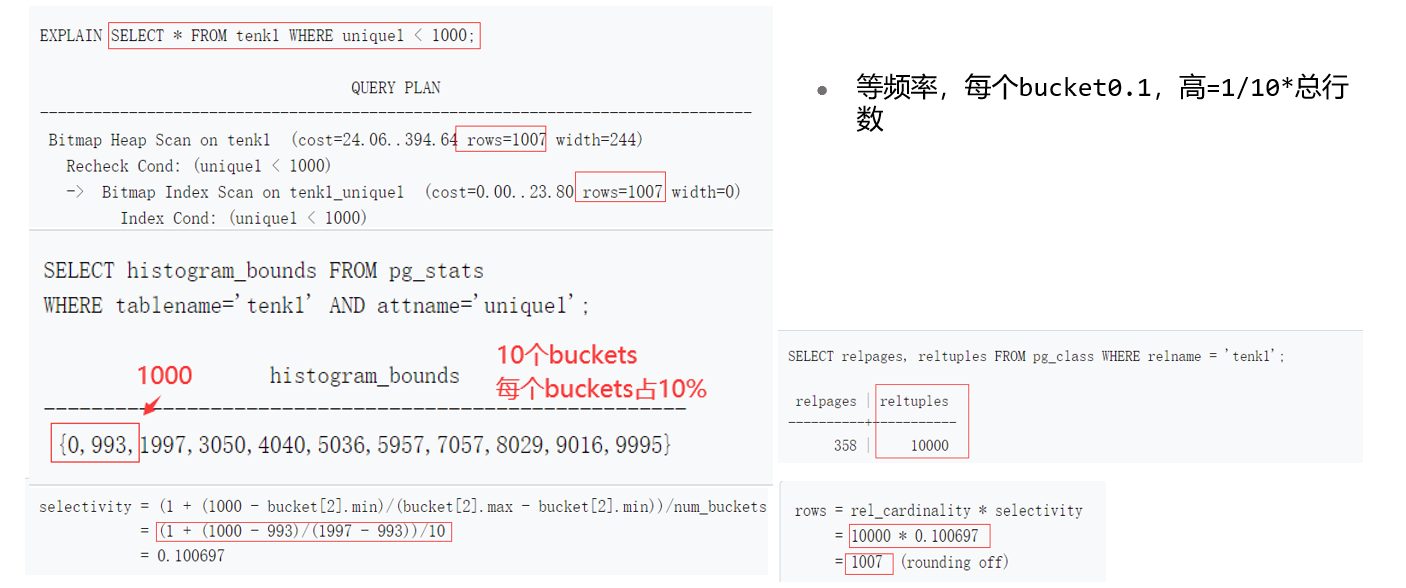 EXPLAIN SELECT * FROM tenk1 WHERE unique1 < 1000;
QUERY PLAN
--------------------------------------------------------------------------------
Bitmap Heap Scan on tenk1 (cost=24.06..394.64 rows=1007 width=244)
Recheck Cond: (unique1 < 1000)
-> Bitmap Index Scan on tenk1_unique1 (cost=0.00..23.80 rows=1007 width=0)
Index Cond: (unique1 < 1000)
SELECT histogram_bounds FROM pg_stats
WHERE tablename='tenk1' AND attname='unique1';
10个buckets
1000 histogram_bounds
每个buckets占10%
------------------------------------------------------
{0,993,1997,3050,4040,5036,5957,7057,8029,9016,9995}
selectivity = (1 + (1000 - bucket[2].min)/(bucket[2].max - bucket[2].min))/num_buckets
= (1 + (1000 - 993)/(1997 - 993))/10
= 0.100697
• 等频率，每个bucket0.1，高=1/10*总行
数
SELECT relpages, reltuples FROM pg_class WHERE relname = 'tenk1';
relpages | reltuples
----------+-----------
358 | 10000
rows = rel_cardinality * selectivity
= 10000 * 0.100697
= 1007 (rounding off)